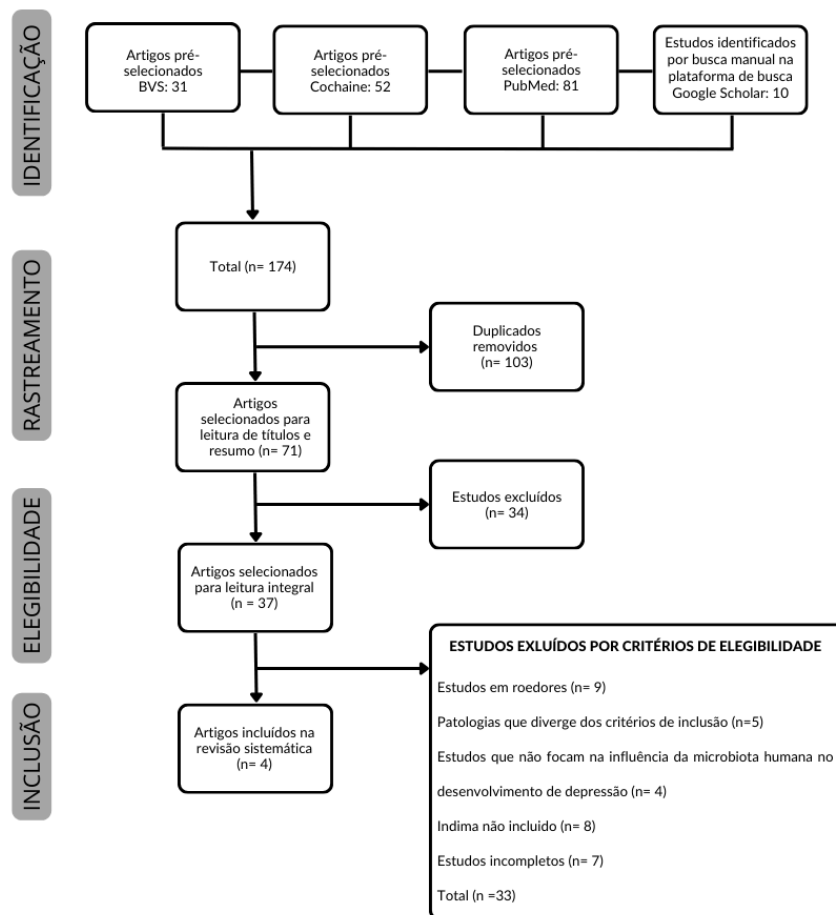 IDENTIFICAÇÃO
Artigos pré-
selecionados
BVS: 31
Artigos pré-
selecionados
Cochaine: 52
Artigos pré-
selecionados
PubMed: 81
Estudos identificados
por busca manual na
plataforma de busca
Google Scholar: 10
RASTREAMENTO
Total (n= 174)
Duplicados
removidos
(n= 103)
Artigos
selecionados para
leitura de títulos e
resumo (n= 71)
ELEGIBILIDADE
Estudos excluídos
(n= 34)
Artigos selecionados
para leitura integral
(n = 37)
INCLUSÃO
Artigos incluídos na
revisão sistemática
(n= 4)
ESTUDOS EXLUÍDOS POR CRITÉRIOS DE ELEGIBILIDADE
Estudos em roedores (n= 9)
Patologias que diverge dos critérios de inclusão (n=5)
Estudos que não focam na influência da microbiota humana no
desenvolvimento de depressão (n= 4)
Indima não incluido (n= 8)
Estudos incompletos (n= 7)
Total (n =33)